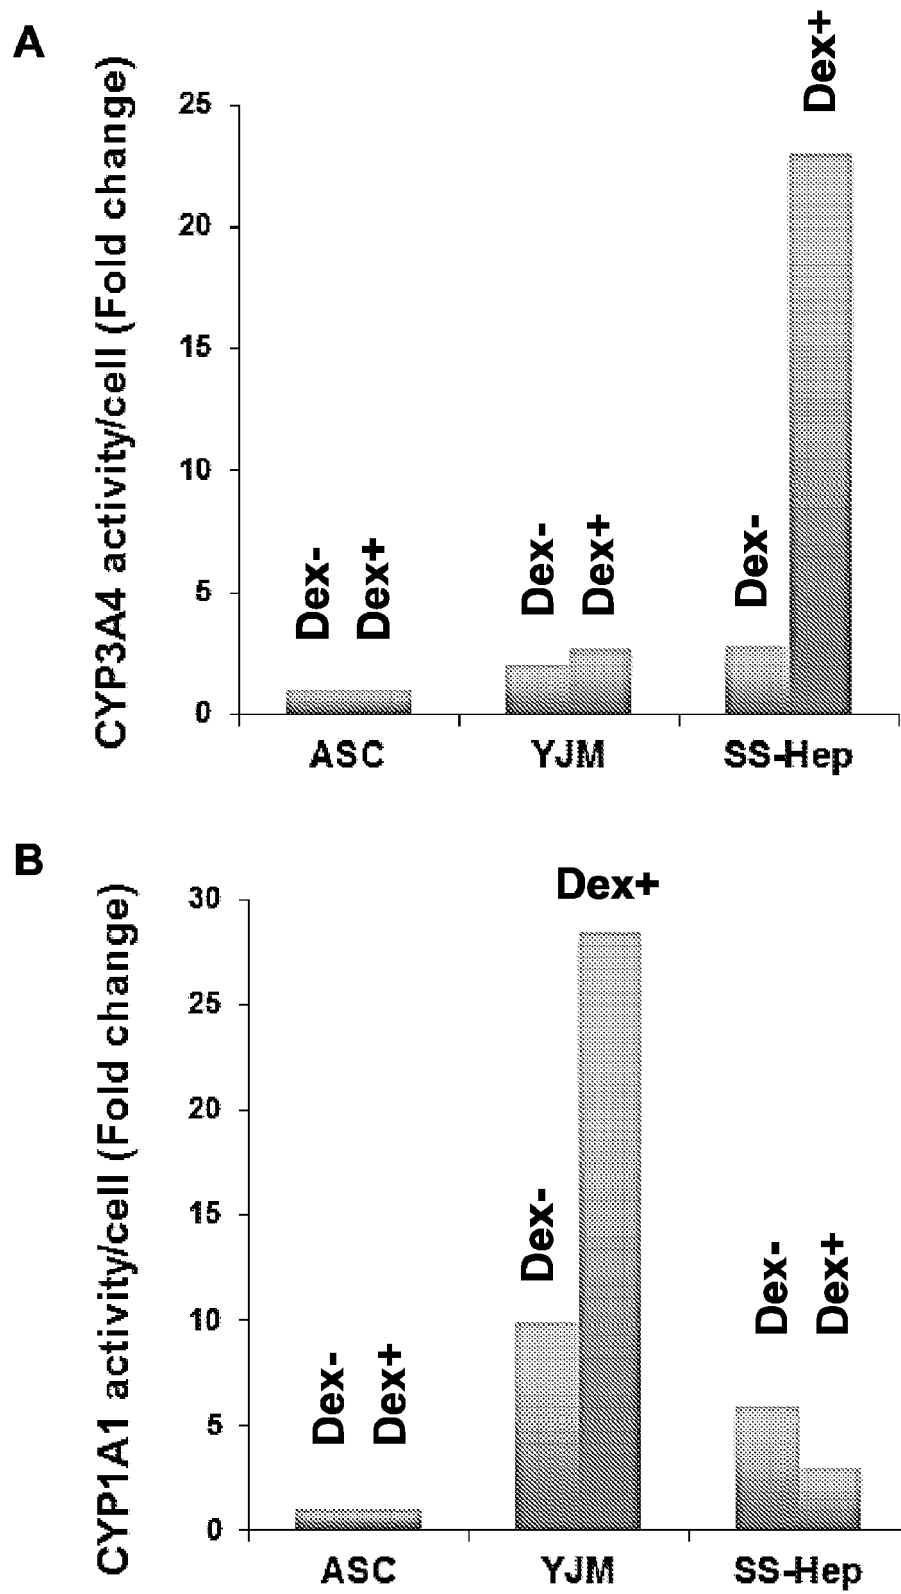 A
CYP3A4 activity/cell (Fold change)
25
20
15
10
5
0
Dex-
Dex+
Dex-
Dex+
Dex-
Dex+
ASC
YJM
SS-Hep
B
CYP1A1 activity/cell (Fold change)
30
25
20
15
10
5
0
Dex-
Dex+
Dex-
Dex+
Dex-
Dex+
ASC
YJM
SS-Hep